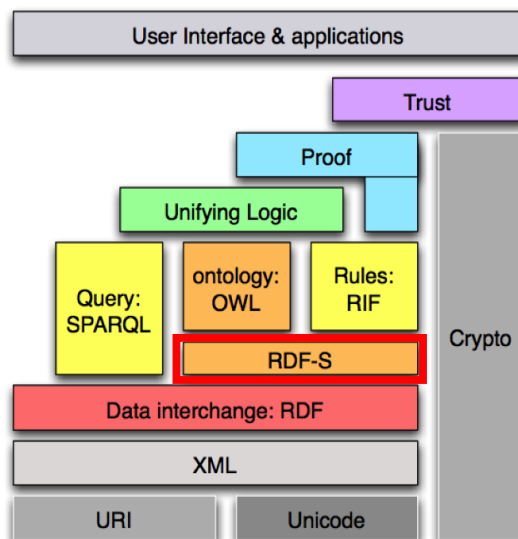 User Interface & applications
Trust
Proof
Unifying Logic
Query:
SPARQL
ontology:
OWL
Rules:
RIF
Crypto
RDF-S
Data interchange: RDF
XML
URI
Unicode